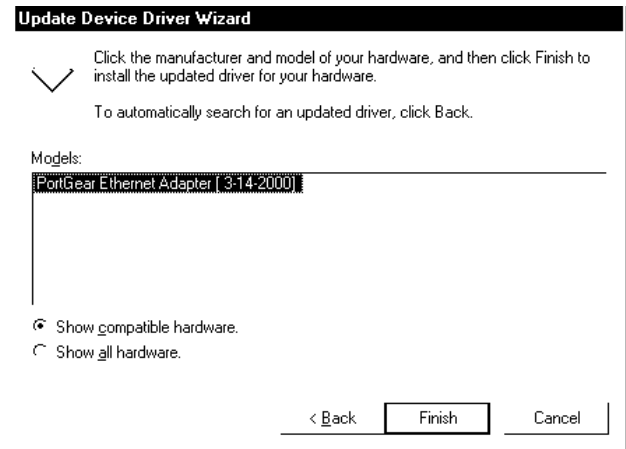 Update Device Driver Wizard
Click the manufacturer and model of your hardware, and then click Finish to
install the updated driver for your hardware.
To automatically search for an updated driver, click Back.
Models:
PortGear Ethernet Adapter [ 3-14-2000]
Show compatible hardware.
Show all hardware.
< Back Finish Cancel